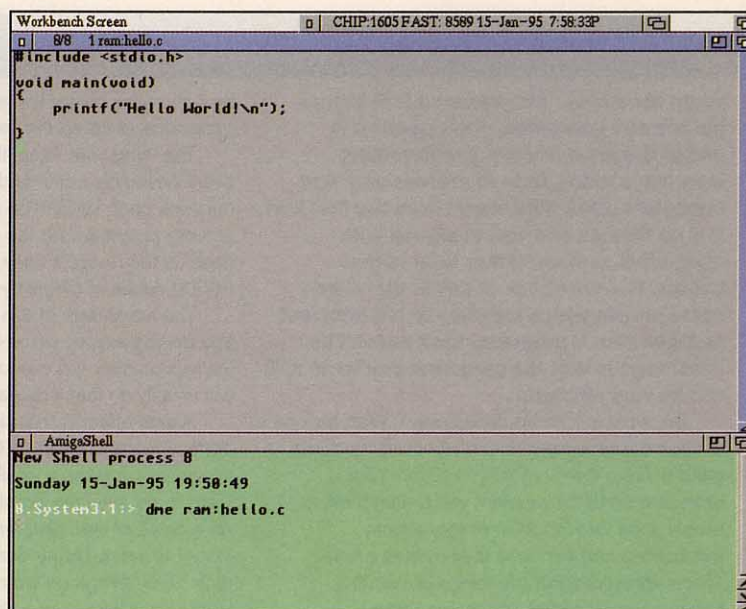 Workbench Screen
CHIP:1605 FAST: 8589 15-Jan-95 7:58:33P
8/8 1 ram:hello.c
#include <stdio.h>
void main(void)
{
printf("Hello World!\n");
}
AmigaShell
New Shell process 8
Sunday 15-Jan-95 19:50:49
8.System3.1:> dme ram:hello.c